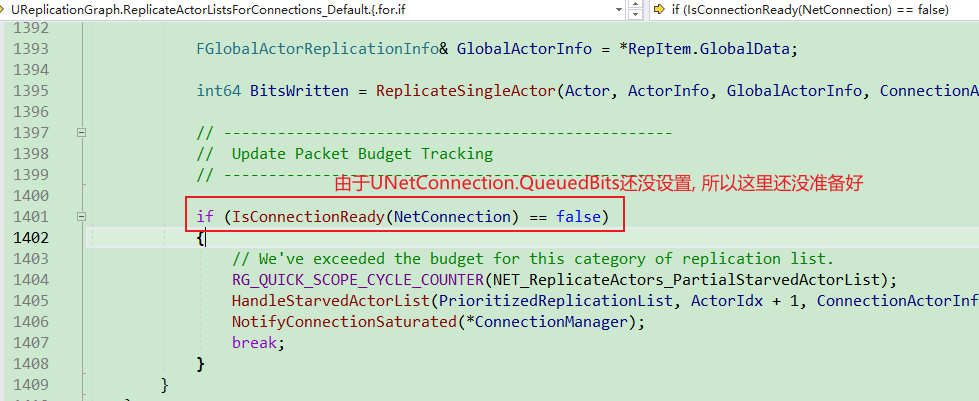 UReplicationGraph.ReplicateActorListsForConnections_Default.{.for.if
if (IsConnectionReady(NetConnection) == false)
1392
1393 FGlobalActorReplicationInfo& GlobalActorInfo = *RepItem.GlobalData;
1394
1395 int64 BitsWritten = ReplicateSingleActor(Actor, ActorInfo, GlobalActorInfo, ConnectionA
1396
1397 // --------------------------------------------------
1398 // Update Packet Budget Tracking
1399 // --------------------------------------------------
由于UNetConnection.QueuedBits还没设置, 所以这里还没准备好
1400
1401 if (IsConnectionReady(NetConnection) == false)
1402 {
1403 // We've exceeded the budget for this category of replication list.
1404 RG_QUICK_SCOPE_CYCLE_COUNTER(NET_ReplicateActors_PartialStarvedActorList);
1405 HandleStarvedActorList(PrioritizedReplicationList, ActorIdx + 1, ConnectionActorInf
1406 NotifyConnectionSaturated(*ConnectionManager);
1407 break;
1408 }
1409 }